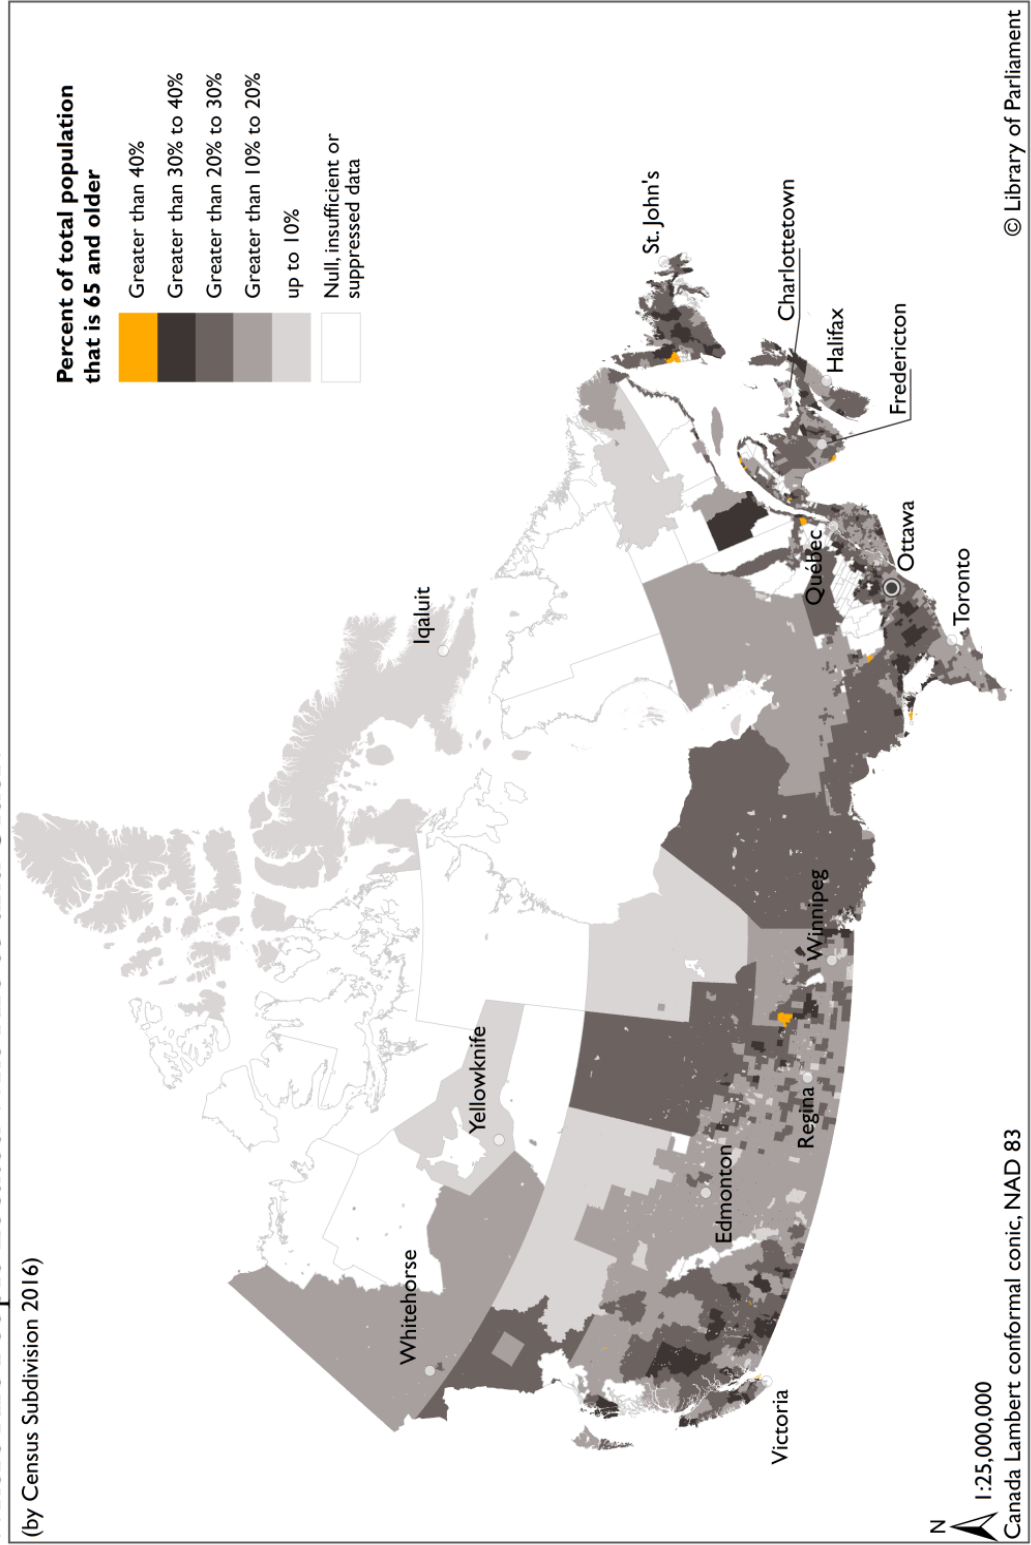 (by Census Subdivision 2016)
Percent of total population
that is 65 and older
Greater than 40%
Greater than 30% to 40%
Greater than 20% to 30%
Greater than 10% to 20%
up to 10%
Null, insufficient or
suppressed data
Iqaluit
St. John's
Yellowknife
Whitehorse
Charlottetown
Halifax
Fredericton
Québec
Ottawa
Toronto
Winnipeg
Regina
Edmonton
Victoria
N
1:25,000,000
Canada Lambert conformal conic, NAD 83
© Library of Parliament